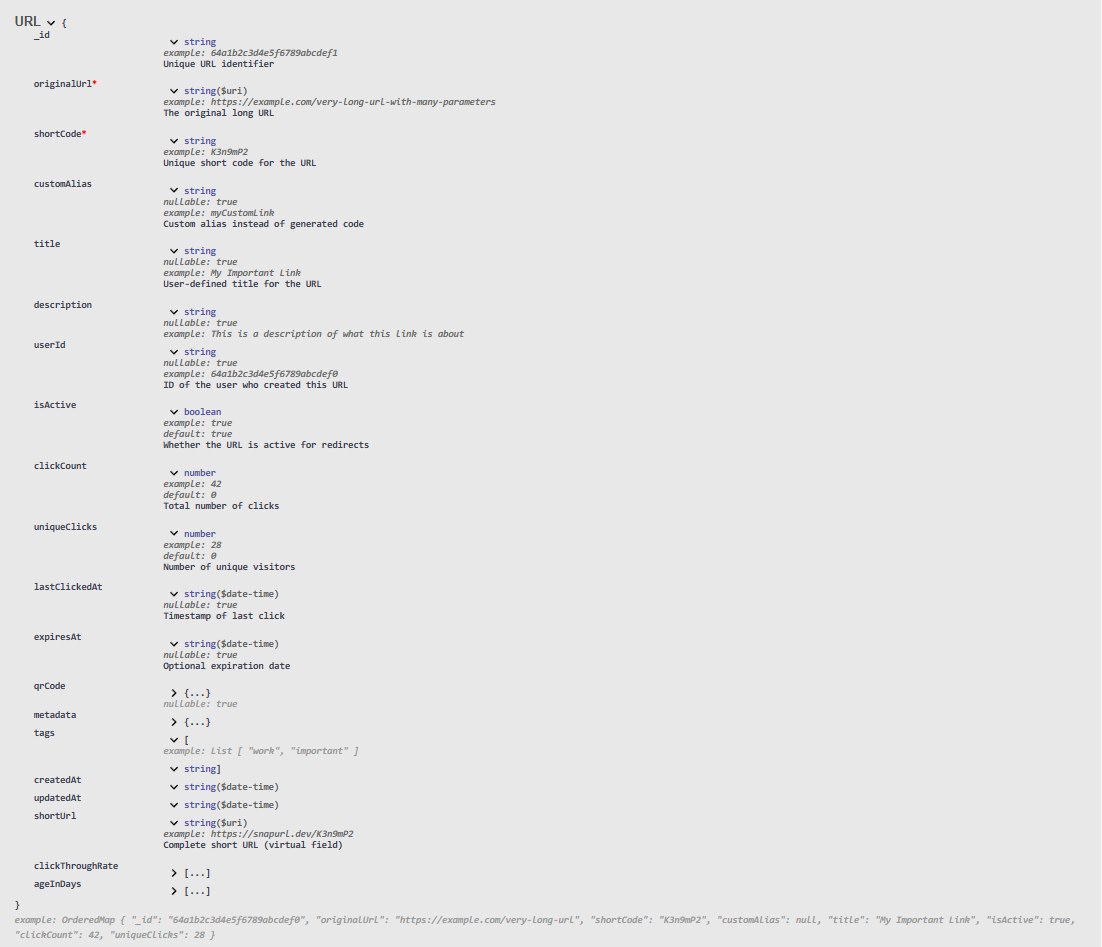 URL {
_id
string
example: 64a1b2c3d4e5f6789abcdef1
Unique URL identifier
originalUrl*
string($uri)
example: https://example.com/very-long-url-with-many-parameters
The original long URL
shortCode*
string
example: K3n9mP2
Unique short code for the URL
customAlias
string
nullable: true
example: myCustomLink
Custom alias instead of generated code
title
string
nullable: true
example: My Important Link
User-defined title for the URL
description
string
nullable: true
example: This is a description of what this link is about
userId
string
nullable: true
example: 64a1b2c3d4e5f6789abcdef0
ID of the user who created this URL
isActive
boolean
example: true
default: true
Whether the URL is active for redirects
clickCount
number
example: 42
default: 0
Total number of clicks
uniqueClicks
number
example: 28
default: 0
Number of unique visitors
lastClickedAt
string($date-time)
nullable: true
Timestamp of last click
expiresAt
string($date-time)
nullable: true
Optional expiration date
qrCode
{...}
nullable: true
metadata
{...}
tags
[
example: List [ "work", "important" ]
string]
createdAt
string($date-time)
updatedAt
string($date-time)
shortUrl
string($uri)
example: https://snapurl.dev/K3n9mP2
Complete short URL (virtual field)
clickThroughRate
[...]
ageInDays
[...]
}
example: OrderedMap { "_id": "64a1b2c3d4e5f6789abcdef0", "originalUrl": "https://example.com/very-long-url", "shortCode": "K3n9mP2", "customAlias": null, "title": "My Important Link", "isActive": true,
"clickCount": 42, "uniqueClicks": 28 }